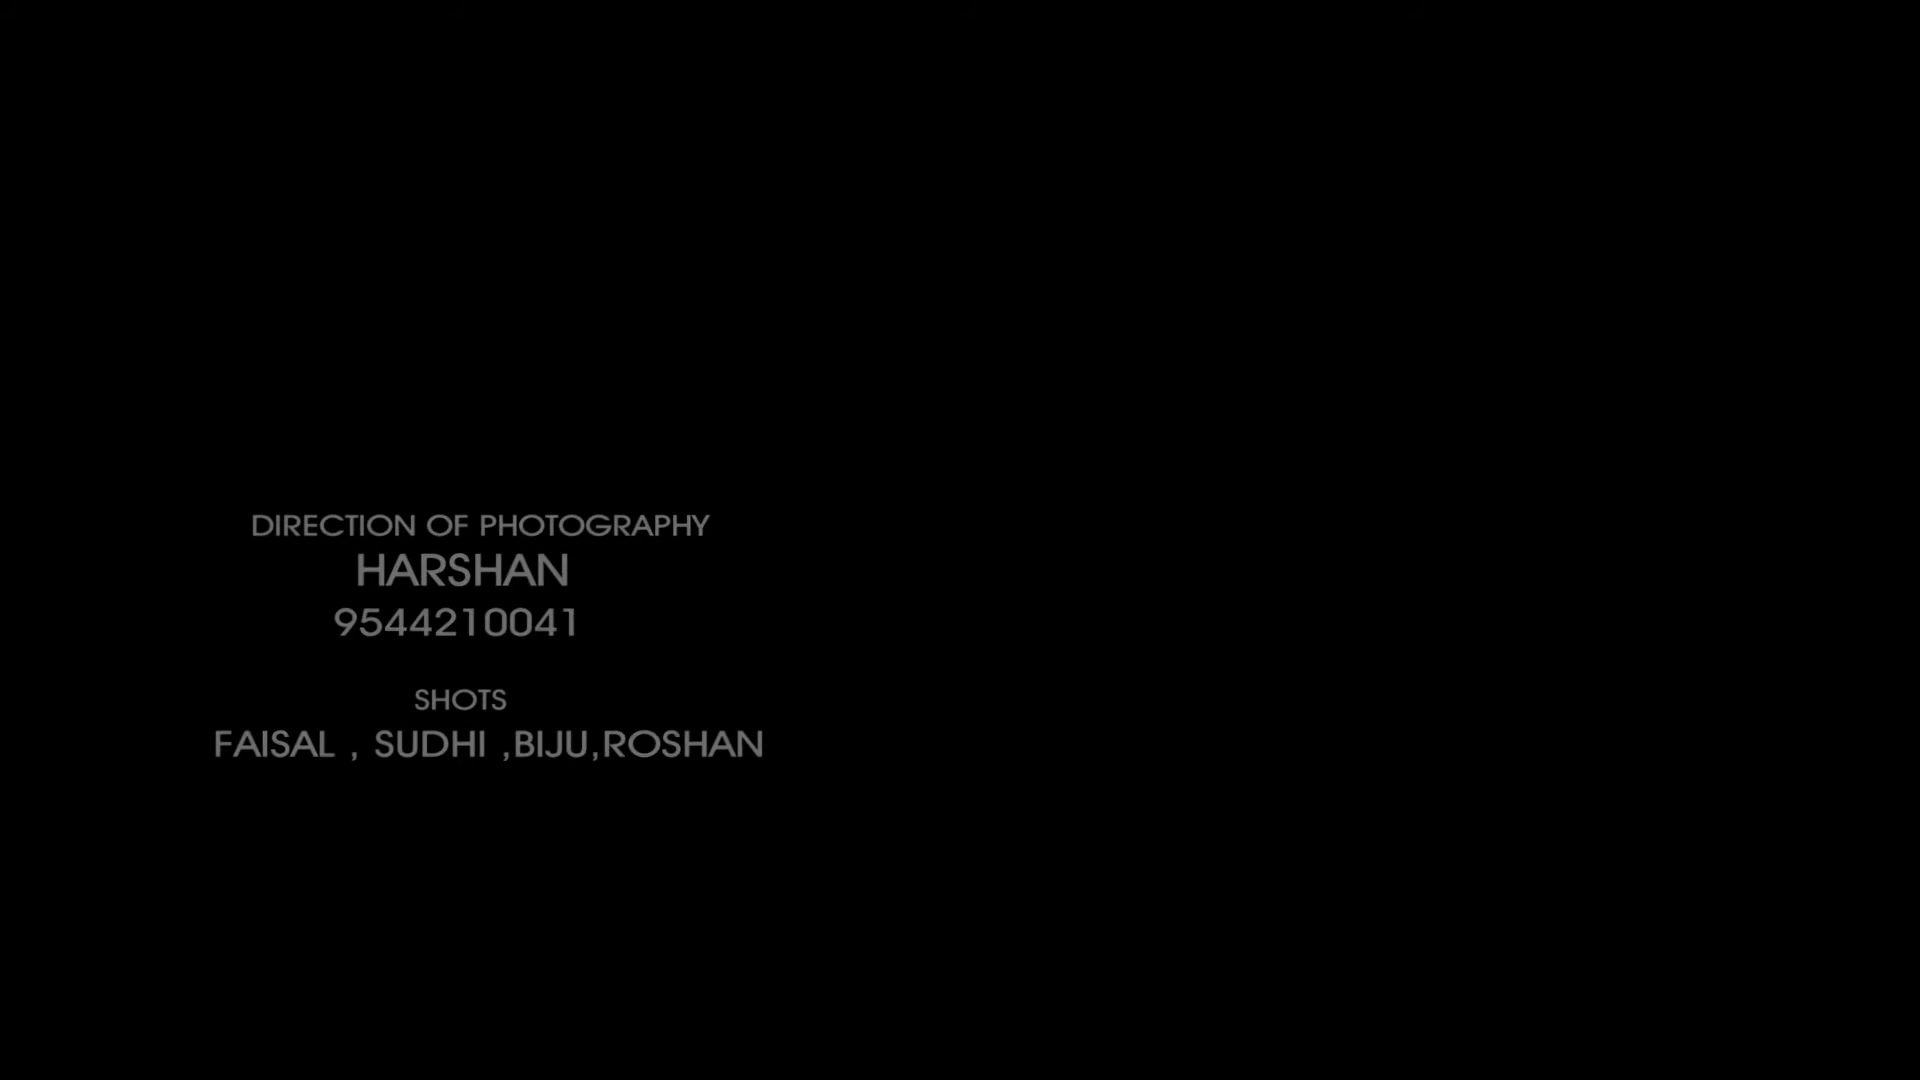 DIRECTION OF PHOTOGRAPHY
HARSHAN
9544210041
SHOTS
FAISAL , SUDHI ,BIJU,ROSHAN